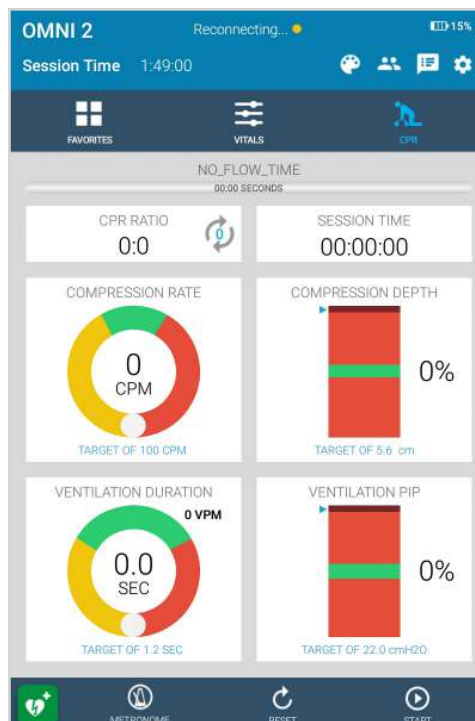 OMNI 2 Reconnecting... 15%
Session Time 1:49:00
FAVORITES VITALS CPR
NO_FLOW_TIME
00:00 SECONDS
CPR RATIO SESSION TIME
0:0 0 00:00:00
COMPRESSION RATE COMPRESSION DEPTH
0
CPM
0%
TARGET OF 100 CPM TARGET OF 5.6 cm
VENTILATION DURATION VENTILATION PIP
0 VPM
0.0
SEC
0%
TARGET OF 1.2 SEC TARGET OF 22.0 cmH2O
METRONOME RESET START